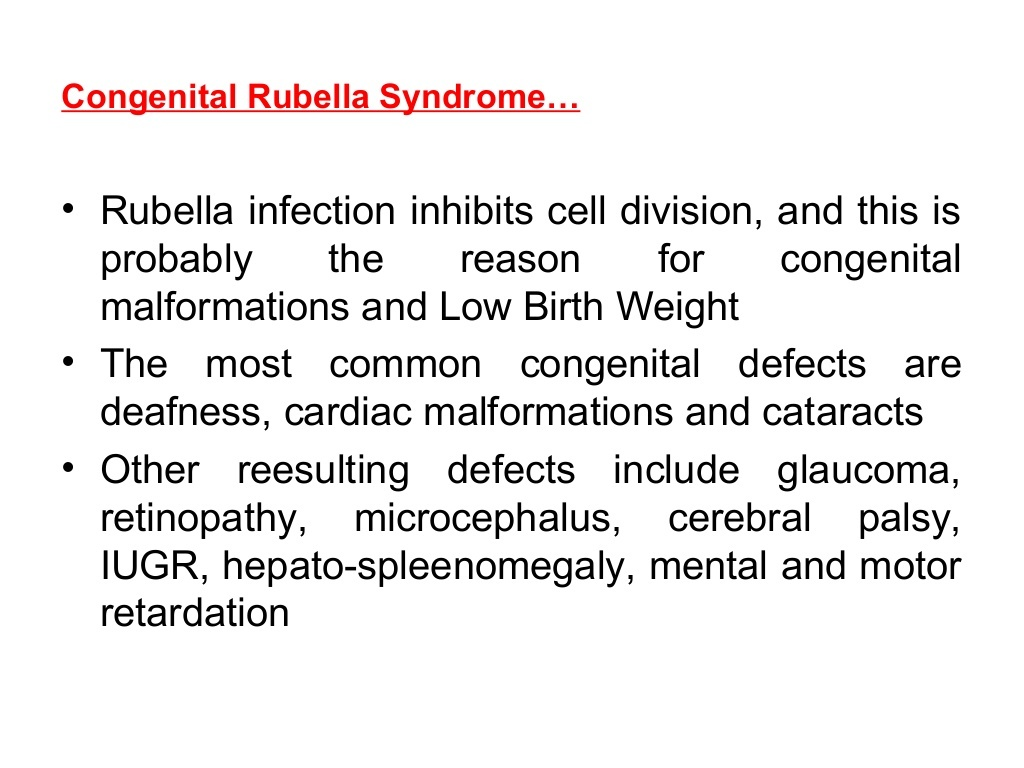 Congenital Rubella Syndrome…
• Rubella infection inhibits cell division, and this is
probably the reason for congenital
malformations and Low Birth Weight
• The most common congenital defects are
deafness, cardiac malformations and cataracts
• Other reesulting defects include glaucoma,
retinopathy, microcephalus, cerebral palsy,
IUGR, hepato-spleenomegaly, mental and motor
retardation